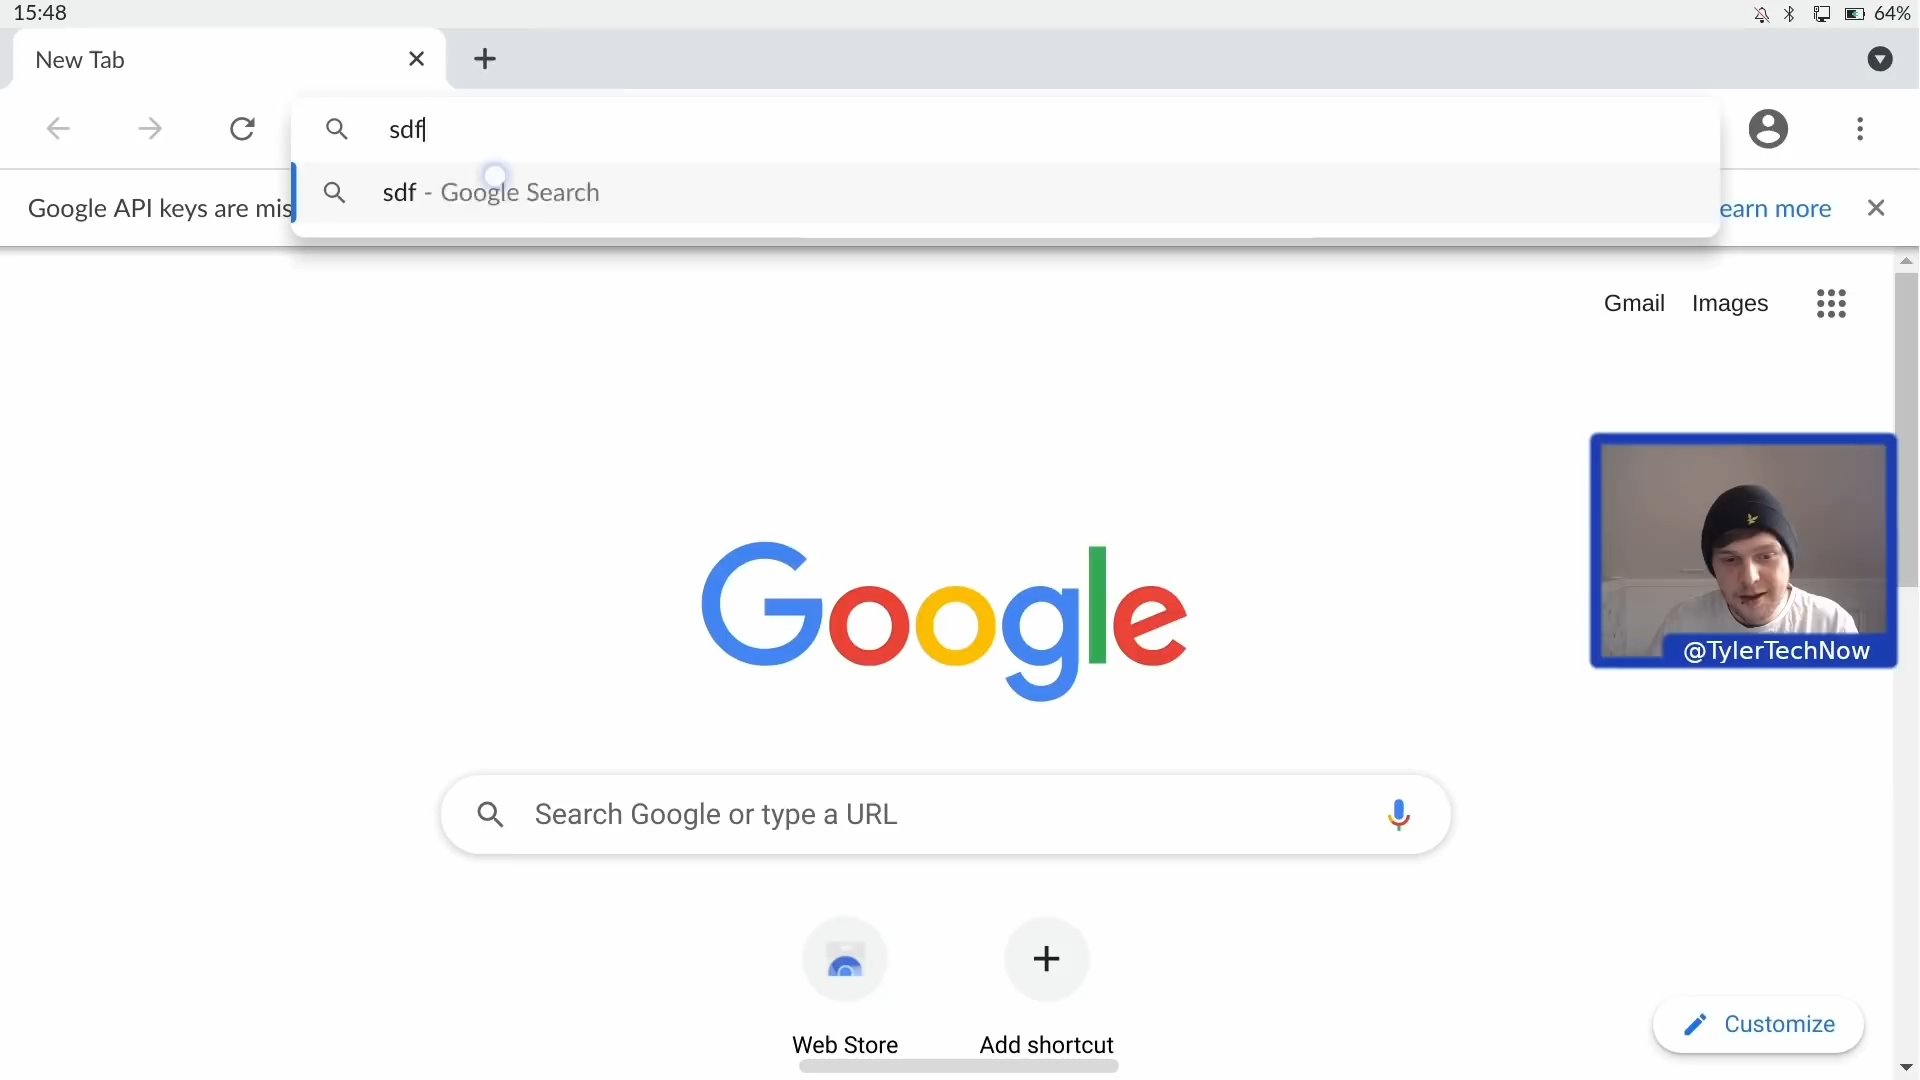 15:48
64%
New Tab
sdf
sdf - Google Search
Google API keys are mis
earn more
Gmail
Images
Google
Search Google or type a URL
@TylerTechNow
Web Store
Add shortcut
Customize